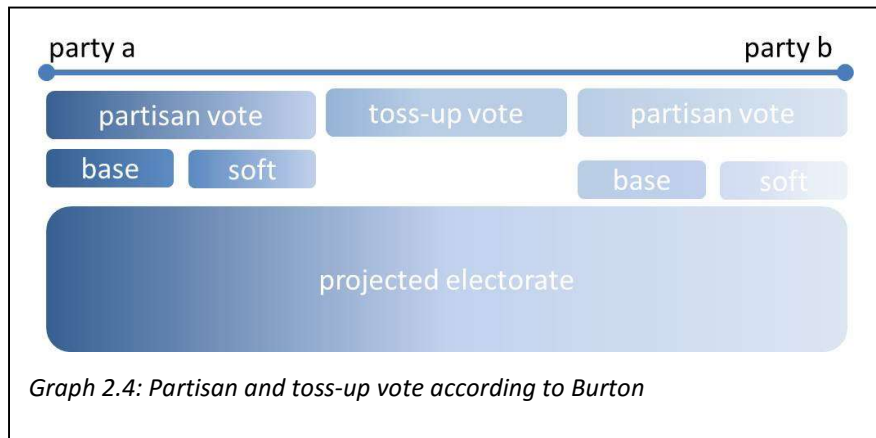 party a party b
partisan vote toss-up vote partisan vote
base soft base soft
projected electorate
Graph 2.4: Partisan and toss-up vote according to Burton